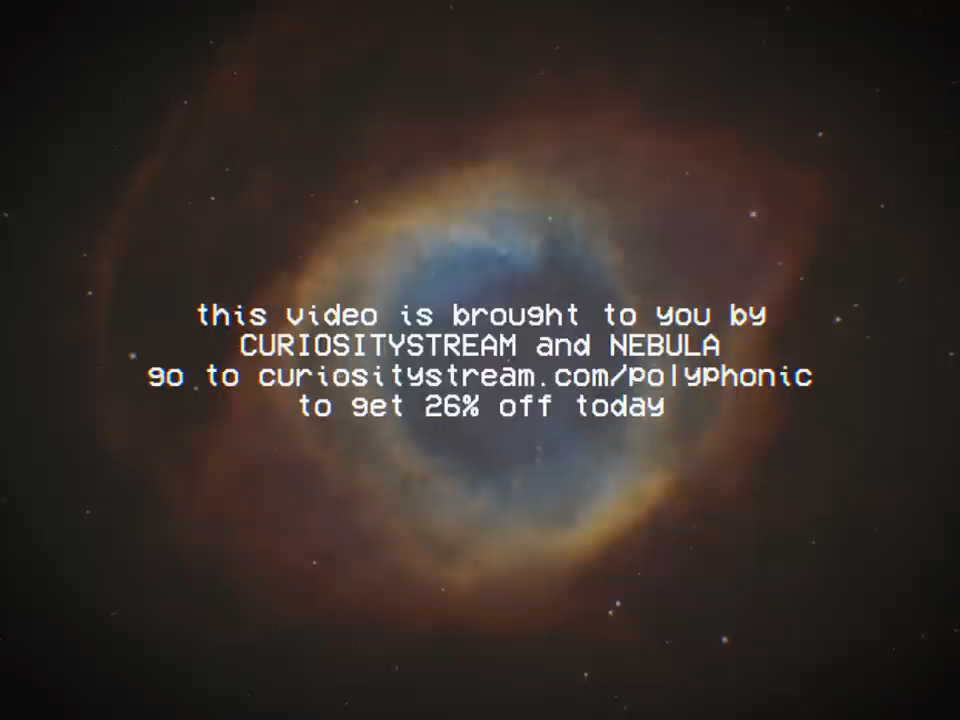 this video is brought to you by
CURIOSITYSTREAM and NEBULA
go to curiositystream.com/polyphonic
to get 26% off today